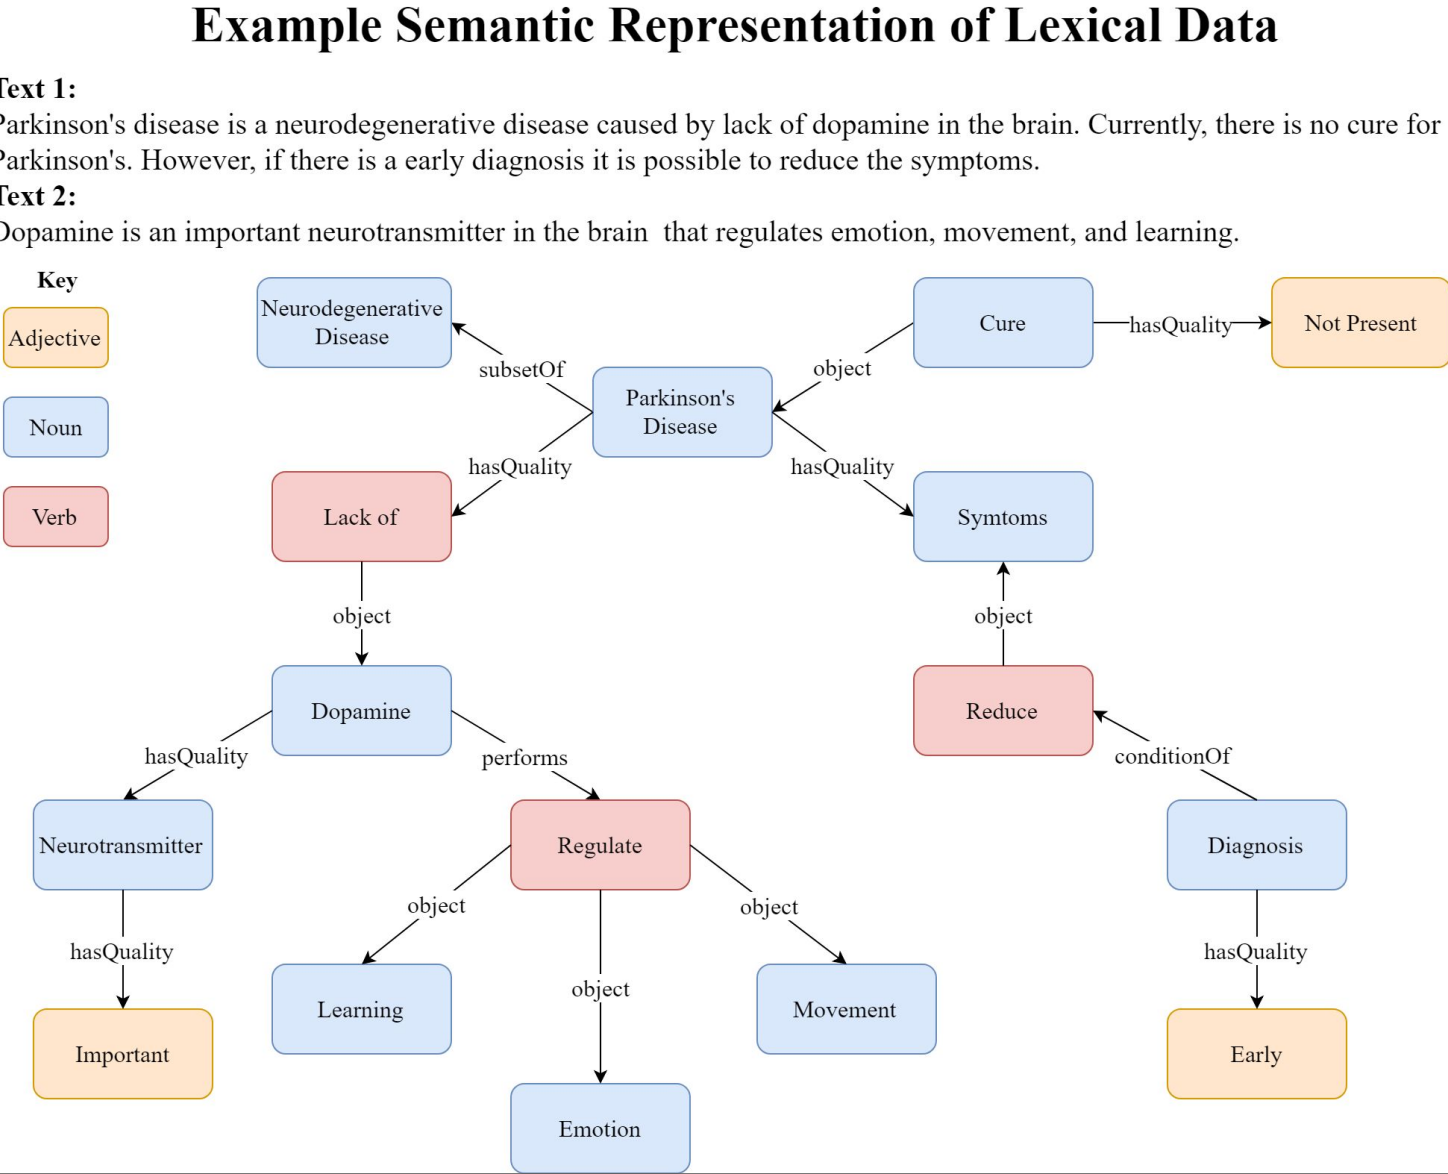 Example Semantic Representation of Lexical Data
Text 1:
Parkinson's disease is a neurodegenerative disease caused by lack of dopamine in the brain. Currently, there is no cure for
Parkinson's. However, if there is a early diagnosis it is possible to reduce the symptoms.
Text 2:
Dopamine is an important neurotransmitter in the brain that regulates emotion, movement, and learning.
Key
Adjective
Noun
Verb
Neurodegenerative
Disease
Cure
hasQuality
Not Present
subsetOf
object
Parkinson's
Disease
hasQuality
hasQuality
Lack of
Symtoms
object
object
Dopamine
Reduce
hasQuality
performs
conditionOf
Neurotransmitter
Regulate
Diagnosis
object
object
hasQuality
object
hasQuality
Learning
Movement
Important
Early
Emotion